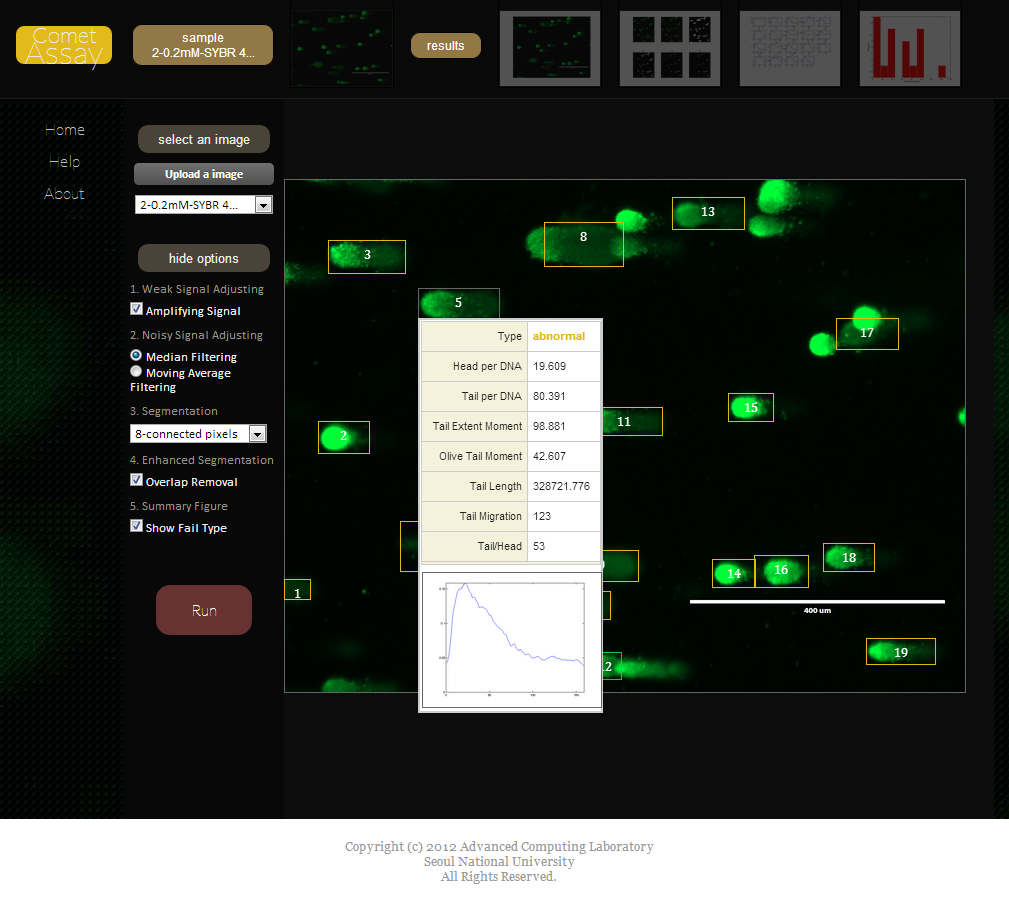 Comet
Assay
sample
2-0.2mM-SYBR 4...
results
Home
Help
About
select an image
Upload a image
2-0.2mM-SYBR 4...
hide options
1. Weak Signal Adjusting
Amplifying Signal
2. Noisy Signal Adjusting
Median Filtering
Moving Average
Filtering
3. Segmentation
8-connected pixels
4. Enhanced Segmentation
Overlap Removal
5. Summary Figure
Show Fail Type
Run
13
8
3
5
17
15
11
2
18
16
14
1
400 um
19
12
Type abnormal
Head per DNA 19.609
Tail per DNA 80.391
Tail Extent Moment 98.881
Olive Tail Moment 42.607
Tail Length 328721.776
Tail Migration 123
Tail/Head 53
Copyright (c) 2012 Advanced Computing Laboratory
Seoul National University
All Rights Reserved.